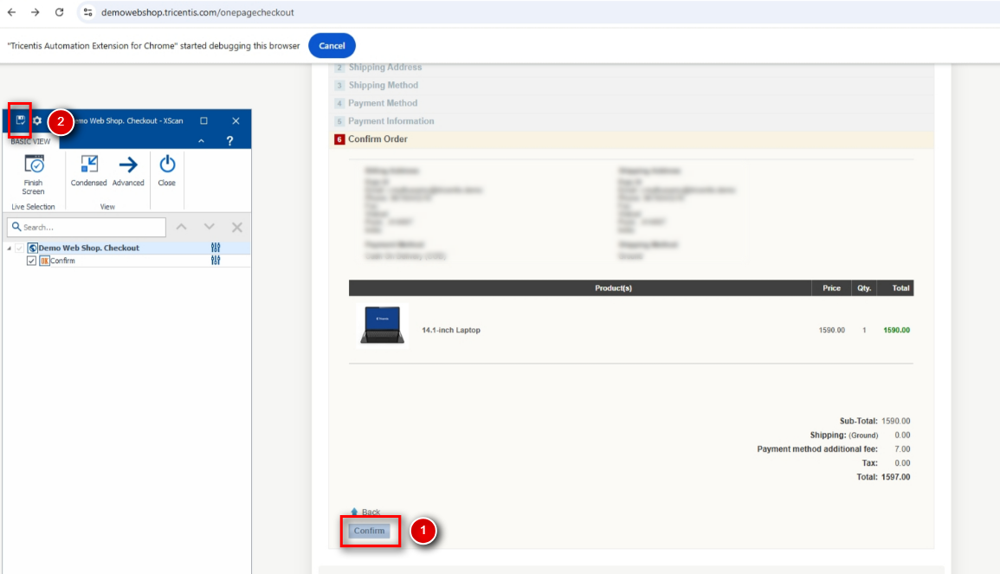 demowebshop.tricentis.com/onepagecheckout
"Tricentis Automation Extension for Chrome" started debugging this browser
Cancel
2 Shipping Address
3 Shipping Method
4 Payment Method
5 Payment Information
6 Confirm Order
2
emo Web Shop. Checkout - XScan
BASIC VIEW
?
Finish Screen
Condensed
Advanced
Close
Live Selection
View
Search...
Demo Web Shop. Checkout
OK Confirm
Product(s) Price Qty. Total
14.1-inch Laptop 1590.00 1 1590.00
Sub-Total: 1590.00
Shipping: (Ground) 0.00
Payment method additional fee: 7.00
Tax: 0.00
Total: 1597.00
Back
Confirm
1